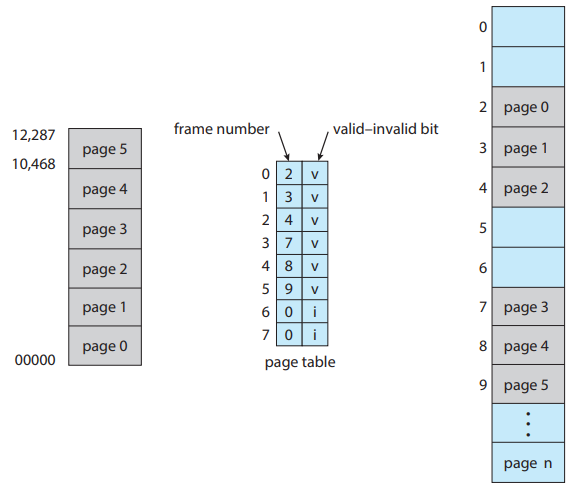 12,287
10,468
page 5
page 4
page 3
page 2
page 1
page 0
00000
frame number
valid–invalid bit
0 2 v
1 3 v
2 4 v
3 7 v
4 8 v
5 9 v
6 0 i
7 0 i
page table
0
1
2 page 0
3 page 1
4 page 2
5
6
7 page 3
8 page 4
9 page 5
⋮
page n